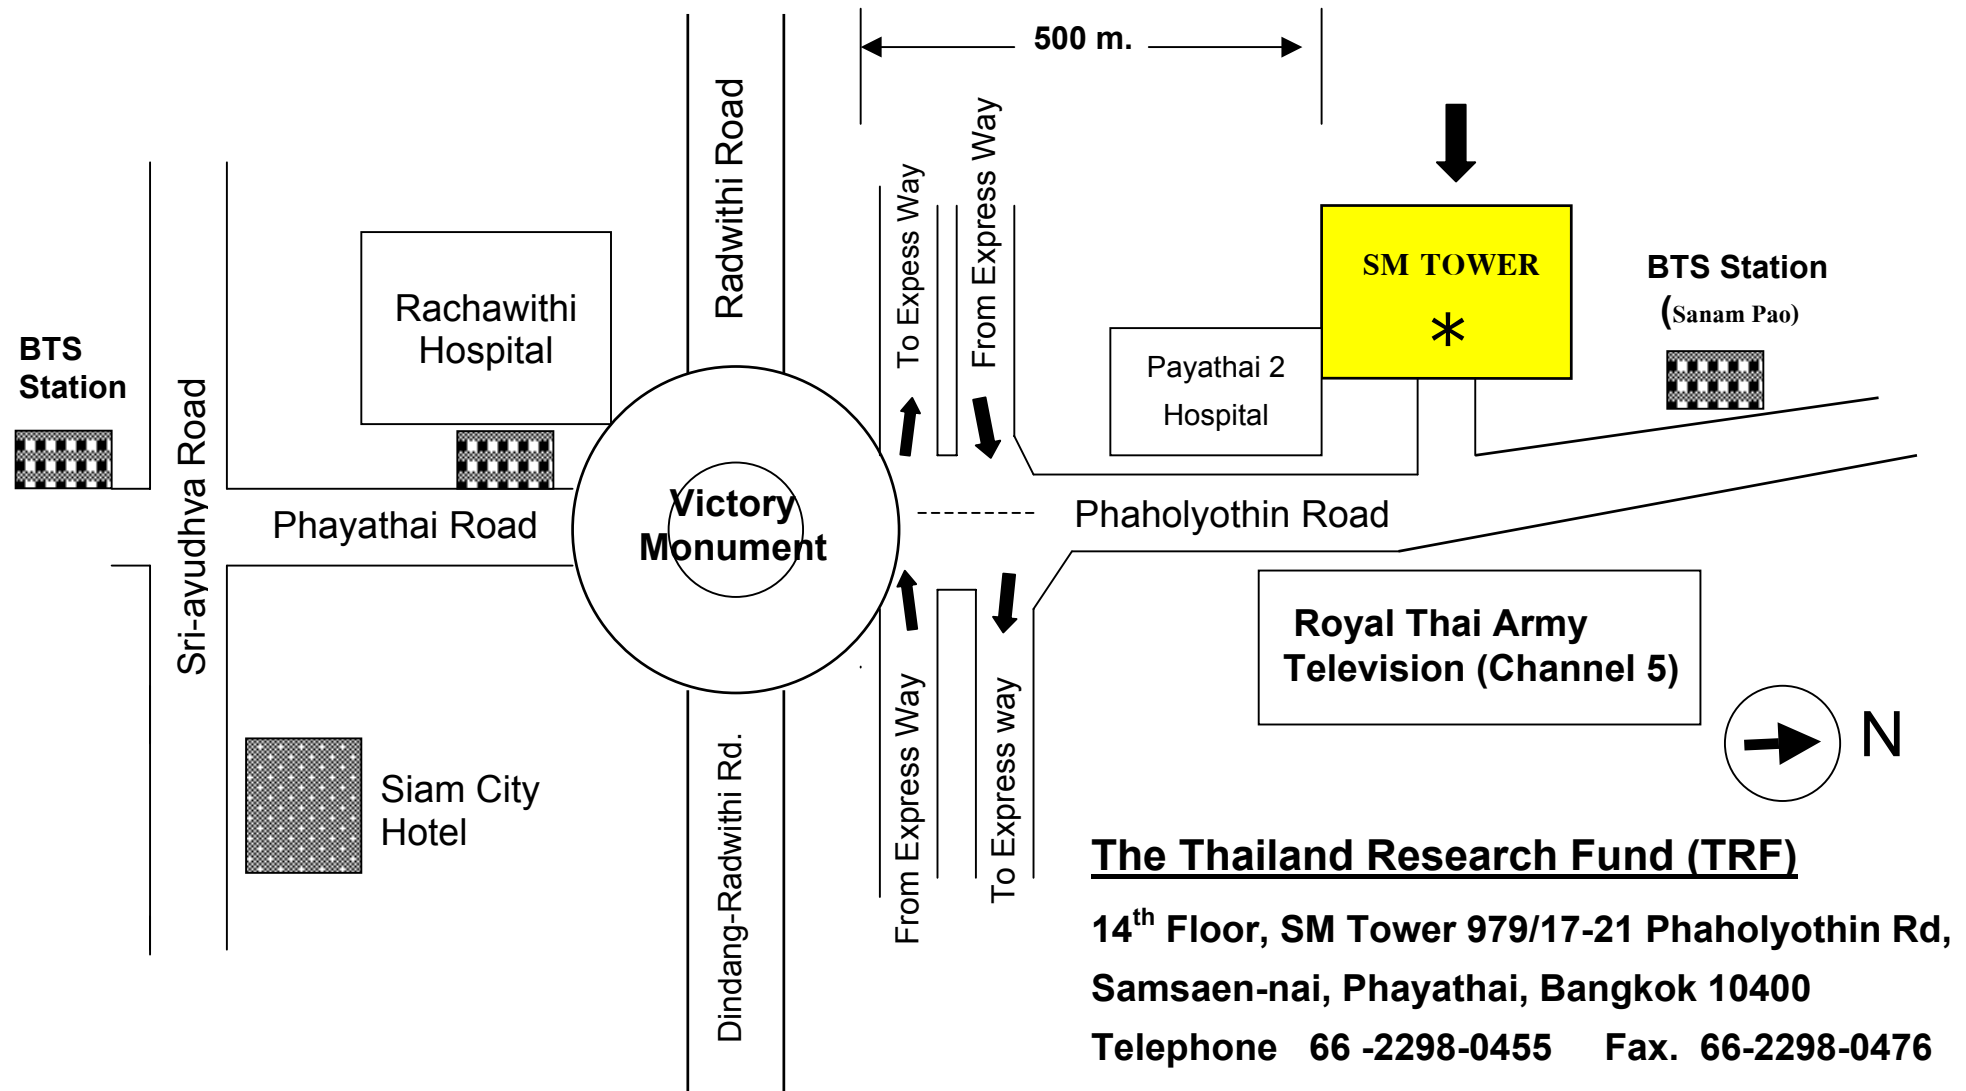 500 m.
Radwithi Road
To Expess Way
From Express Way
SM TOWER
*
BTS Station
(Sanam Pao)
Rachawithi
Hospital
BTS
Station
Payathai 2
Hospital
Sri-ayudhya Road
Phayathai Road
Victory
Monument
Phaholyothin Road
Royal Thai Army
Television (Channel 5)
N
Siam City
Hotel
Dindang-Radwithi Rd.
From Express Way
To Express way
The Thailand Research Fund (TRF)
14th Floor, SM Tower 979/17-21 Phaholyothin Rd,
Samsaen-nai, Phayathai, Bangkok 10400
Telephone 66 -2298-0455 Fax. 66-2298-0476